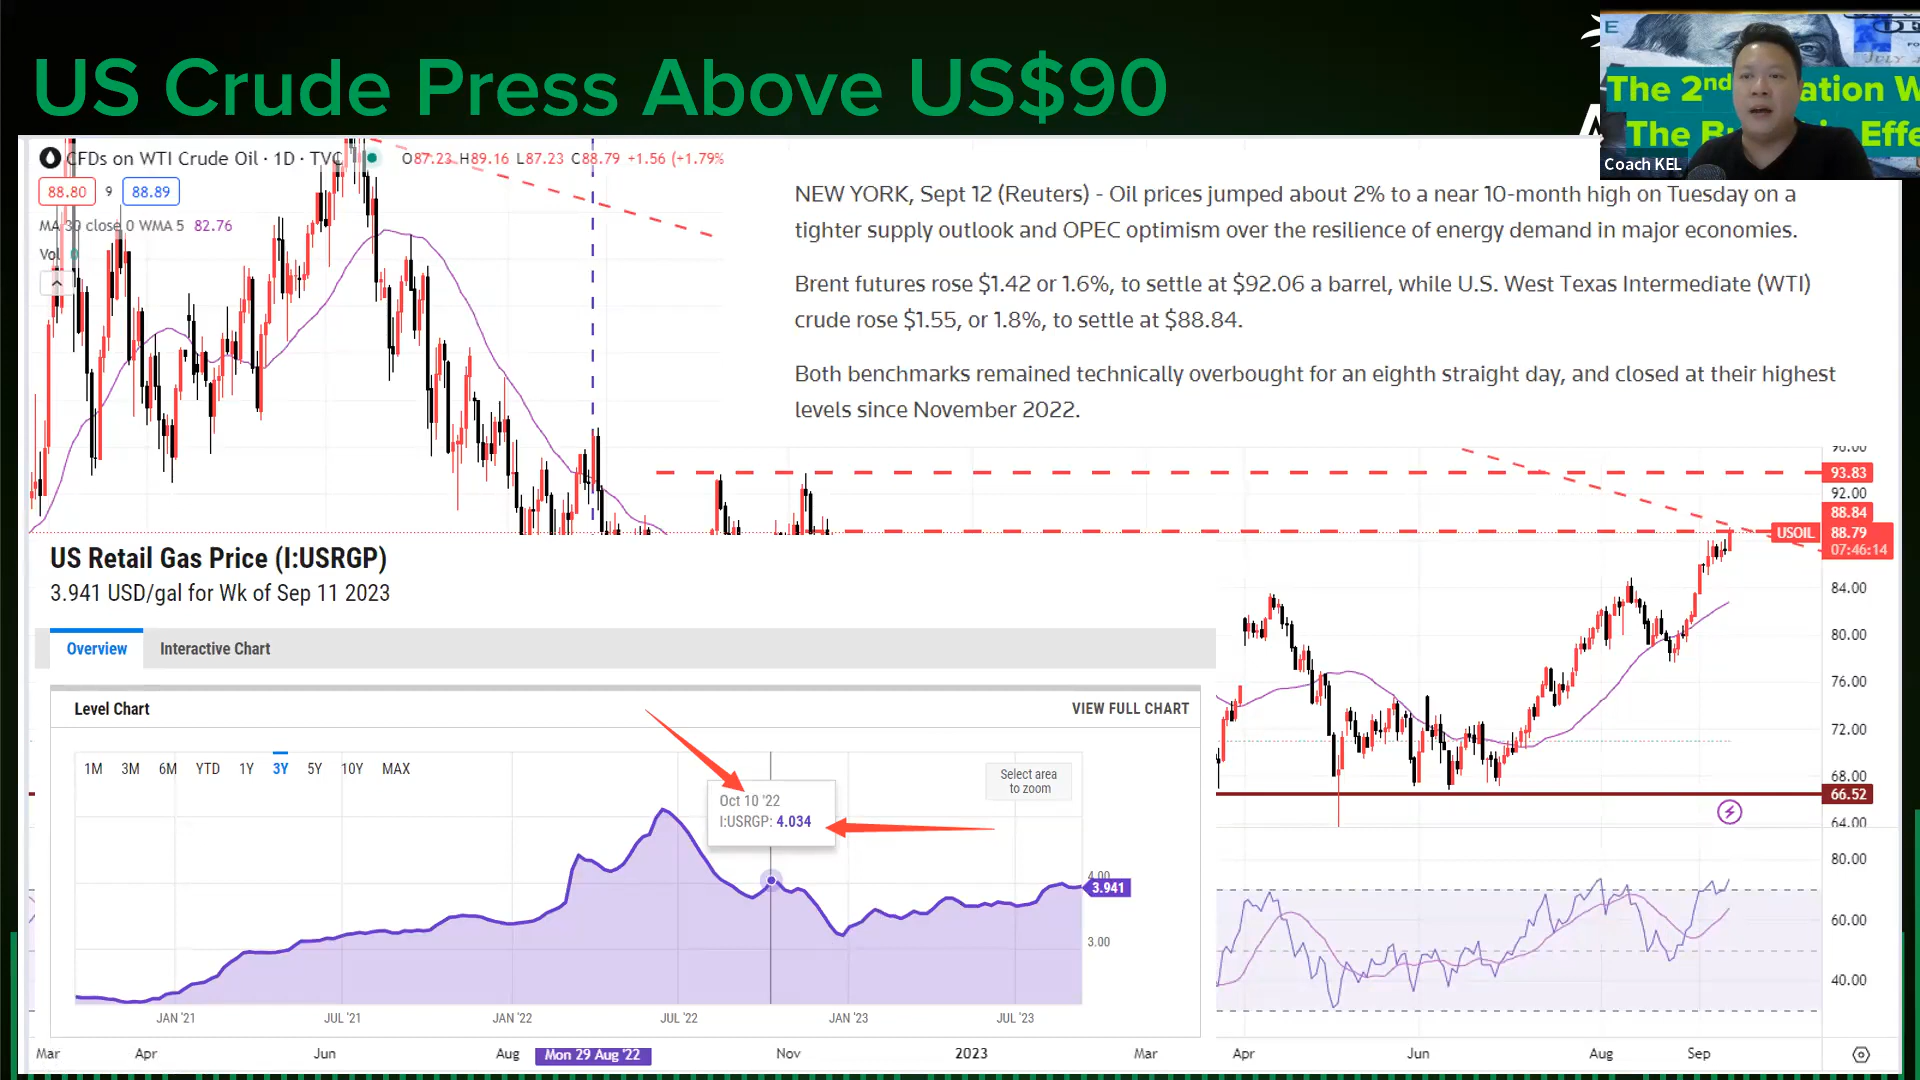 US Crude Press Above US$90
E
The 2nd ation W
The B Effe
Coach KEL
CFDs on WTI Crude Oil · 1D · TVC
O87.23 H89.16 L87.23 C88.79 +1.56 (+1.79%
88.80 9 88.89
MA 30 close 0 WMA 5 82.76
Vol
NEW YORK, Sept 12 (Reuters) - Oil prices jumped about 2% to a near 10-month high on Tuesday on a
tighter supply outlook and OPEC optimism over the resilience of energy demand in major economies.
Brent futures rose $1.42 or 1.6%, to settle at $92.06 a barrel, while U.S. West Texas Intermediate (WTI)
crude rose $1.55, or 1.8%, to settle at $88.84.
Both benchmarks remained technically overbought for an eighth straight day, and closed at their highest
levels since November 2022.
93.83
92.00
88.84
USOIL 88.79
07:46:14
84.00
80.00
76.00
72.00
68.00
66.52
64.00
80.00
60.00
40.00
US Retail Gas Price (I:USRGP)
3.941 USD/gal for Wk of Sep 11 2023
Overview Interactive Chart
Level Chart VIEW FULL CHART
1M 3M 6M YTD 1Y 3Y 5Y 10Y MAX
Select area
to zoom
Oct 10 '22
I:USRGP: 4.034
4.00
3.941
3.00
JAN '21 JUL '21 JAN '22 JUL '22 JAN '23 JUL '23
Mar Apr Jun Aug Mon 29 Aug '22 Nov 2023 Mar Apr Jun Aug Sep